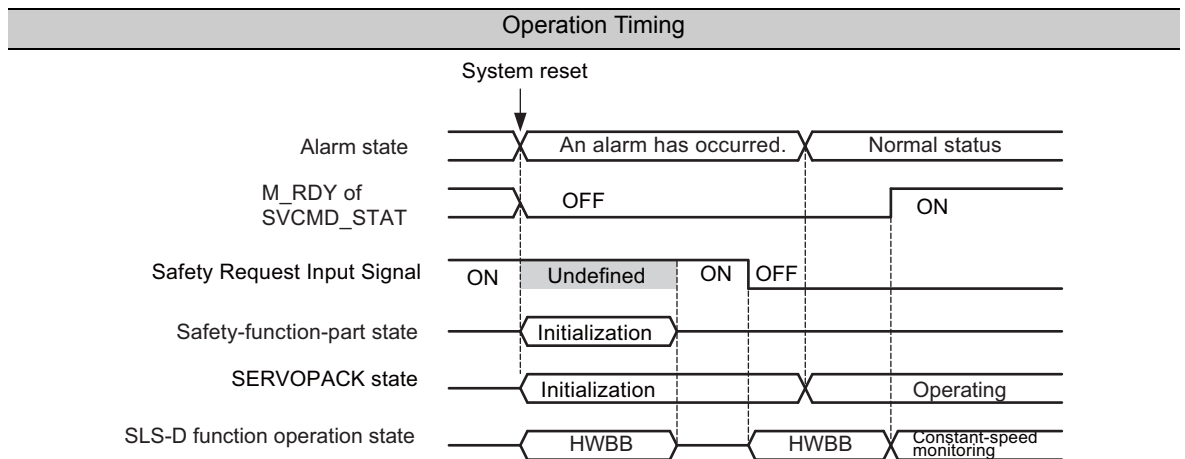 Operation Timing
System reset
Alarm state
An alarm has occurred.
Normal status
M_RDY of
SVCMD_STAT
OFF
ON
Safety Request Input Signal
ON
Undefined
ON
OFF
Safety-function-part state
Initialization
SERVOPACK state
Initialization
Operating
SLS-D function operation state
HWBB
HWBB
Constant-speed
monitoring